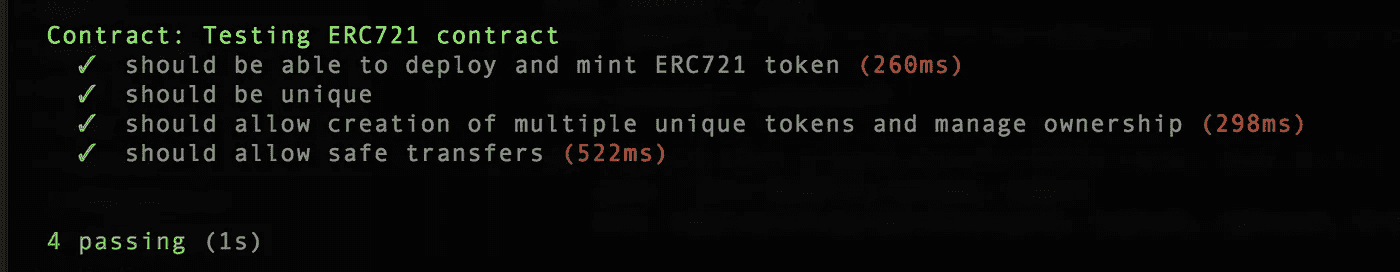 Contract: Testing ERC721 contract
✓ should be able to deploy and mint ERC721 token (260ms)
✓ should be unique
✓ should allow creation of multiple unique tokens and manage ownership (298ms)
✓ should allow safe transfers (522ms)
4 passing (1s)